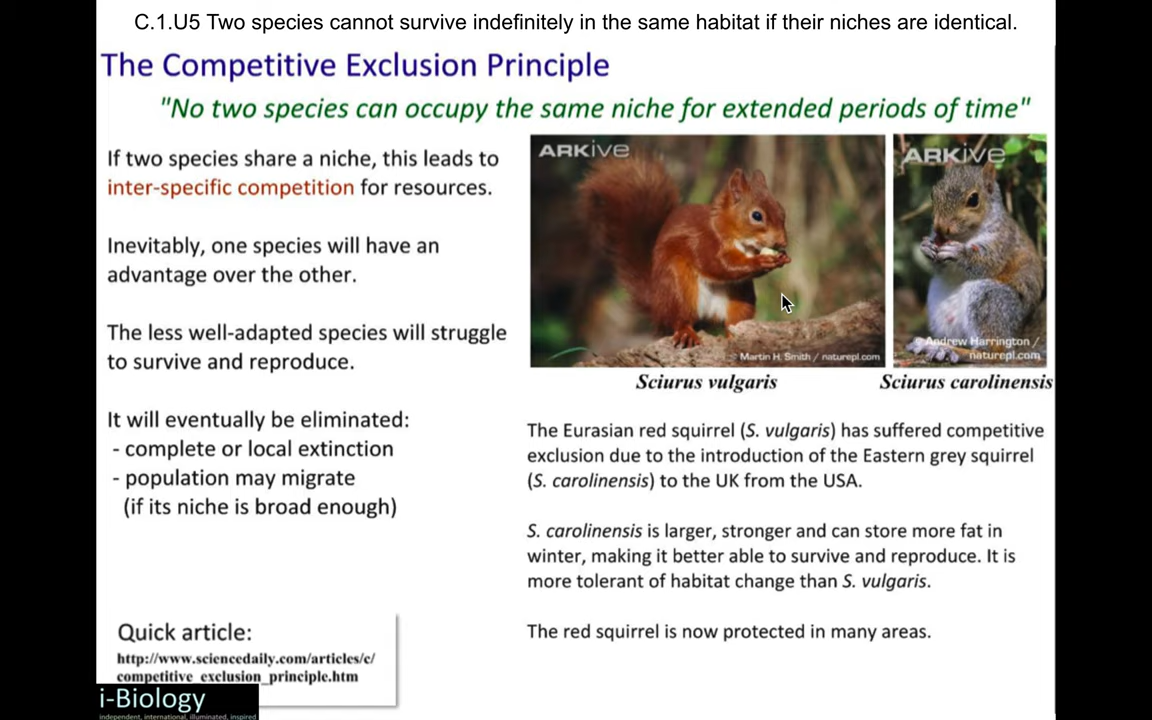 C.1.U5 Two species cannot survive indefinitely in the same habitat if their niches are identical.
The Competitive Exclusion Principle
"No two species can occupy the same niche for extended periods of time"
If two species share a niche, this leads to
inter-specific competition for resources.
Inevitably, one species will have an
advantage over the other.
The less well-adapted species will struggle
to survive and reproduce.
It will eventually be eliminated:
- complete or local extinction
- population may migrate
(if its niche is broad enough)
Quick article:
http://www.sciencedaily.com/articles/c/
competitive_exclusion_principle.htm
i-Biology
independent, international, illuminated, inspired
ARKive
© Martin H. Smith / naturepl.com
Sciurus vulgaris
ARKive
© Andrew Harrington /
naturepl.com
Sciurus carolinensis
The Eurasian red squirrel (S. vulgaris) has suffered competitive
exclusion due to the introduction of the Eastern grey squirrel
(S. carolinensis) to the UK from the USA.
S. carolinensis is larger, stronger and can store more fat in
winter, making it better able to survive and reproduce. It is
more tolerant of habitat change than S. vulgaris.
The red squirrel is now protected in many areas.